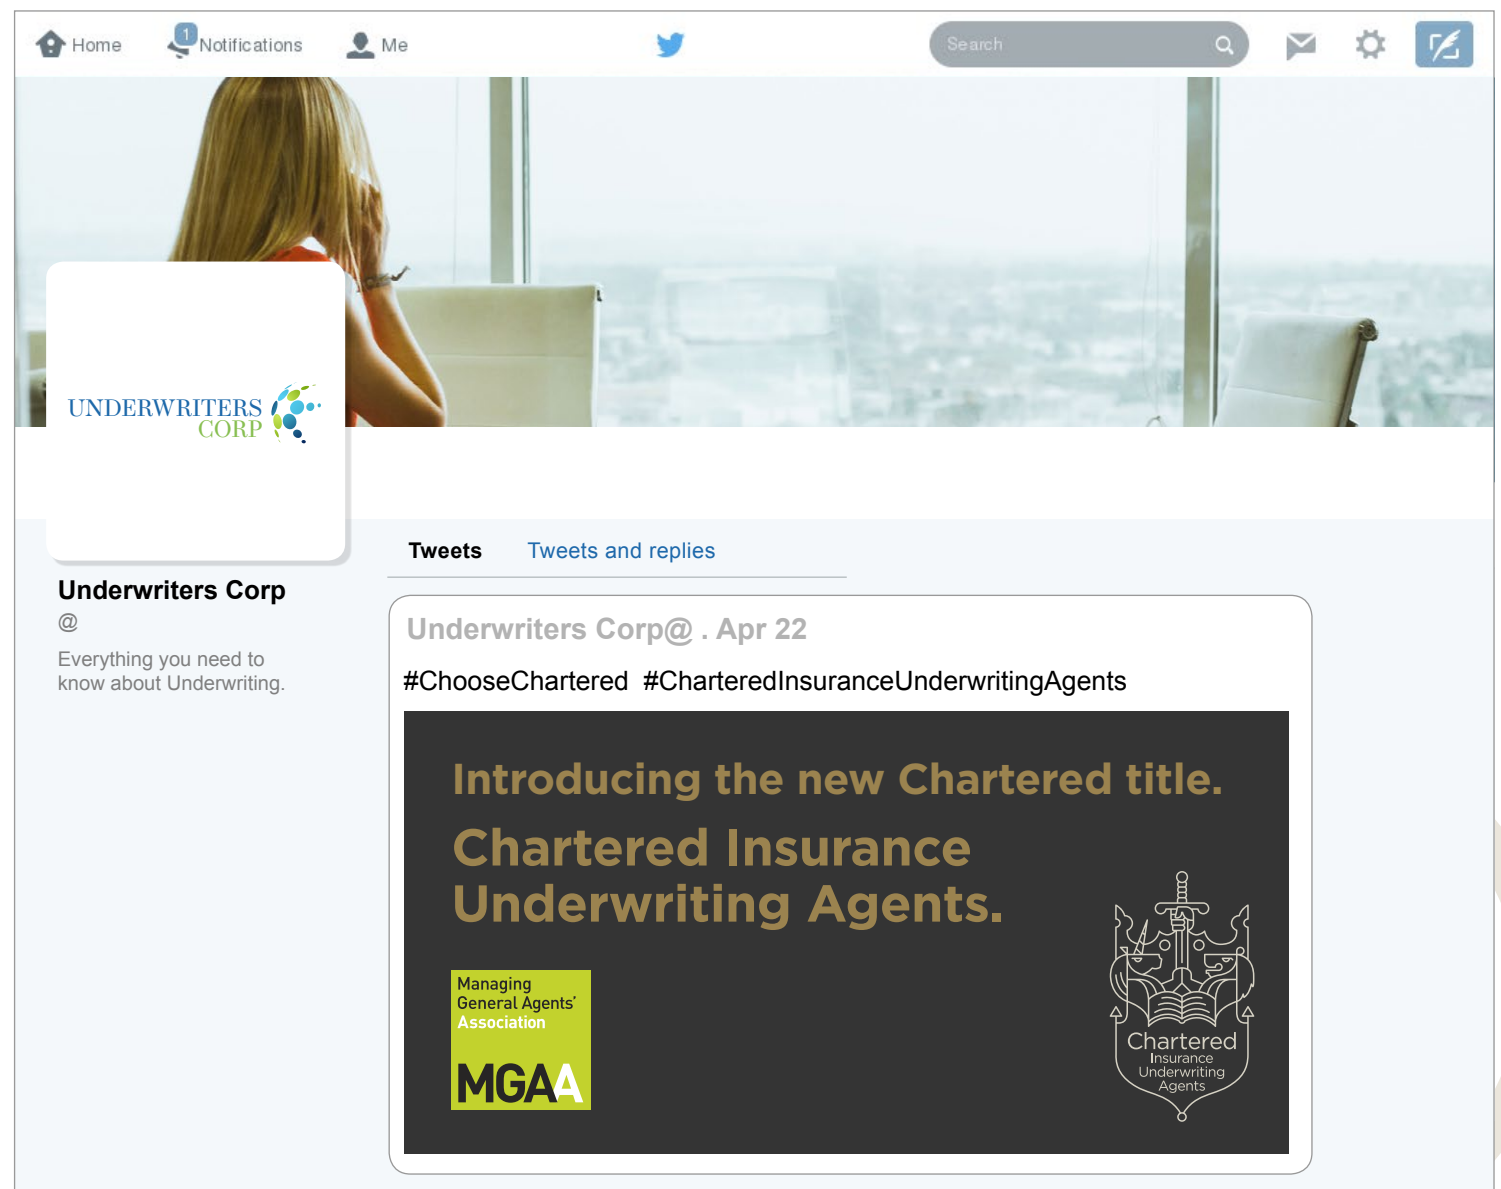 Home
1
Notifications
Me
Search
UNDERWRITERS
CORP
Underwriters Corp
@
Everything you need to
know about Underwriting.
Tweets
Tweets and replies
Underwriters Corp@ . Apr 22
#ChooseChartered #CharteredInsuranceUnderwritingAgents
Introducing the new Chartered title.
Chartered Insurance
Underwriting Agents.
Managing
General Agents’
Association
MGAA
Chartered
Insurance
Underwriting
Agents